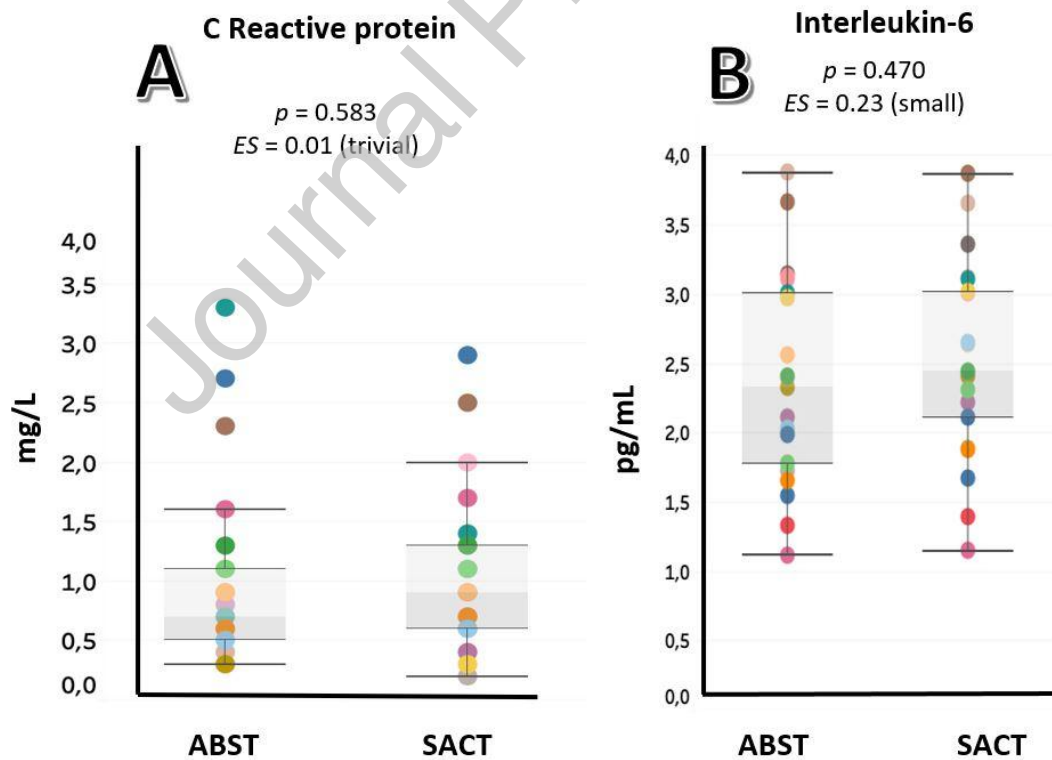 C Reactive protein
A
p = 0.583
ES = 0.01 (trivial)
4,0
3,5
3,0
2,5
2,0
1,5
1,0
0,5
0,0
mg/L
ABST
SACT
Interleukin-6
B
p = 0.470
ES = 0.23 (small)
4,0
3,5
3,0
2,5
2,0
1,5
1,0
0,5
0,0
pg/mL
ABST
SACT
Journal